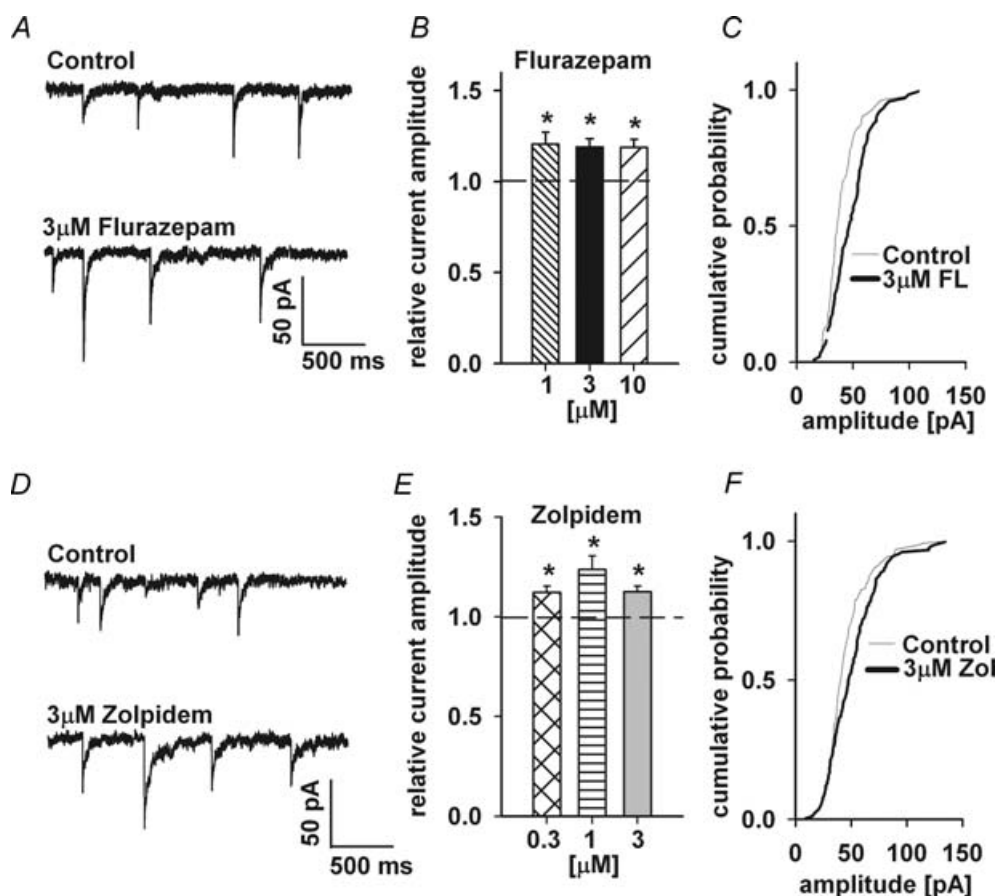 A
Control
3μM Flurazepam
50 pA
500 ms
B
Flurazepam
relative current amplitude
1.5
1.0
0.5
0.0
* * *
1 3 10
[μM]
C
cumulative probability
1.0
0.5
0.0
Control
3μM FL
0 50 100 150
amplitude [pA]
D
Control
3μM Zolpidem
50 pA
500 ms
E
Zolpidem
relative current amplitude
1.5
1.0
0.5
0.0
* * *
0.3 1 3
[μM]
F
cumulative probability
1.0
0.5
0.0
Control
3μM Zol
0 50 100 150
amplitude [pA]